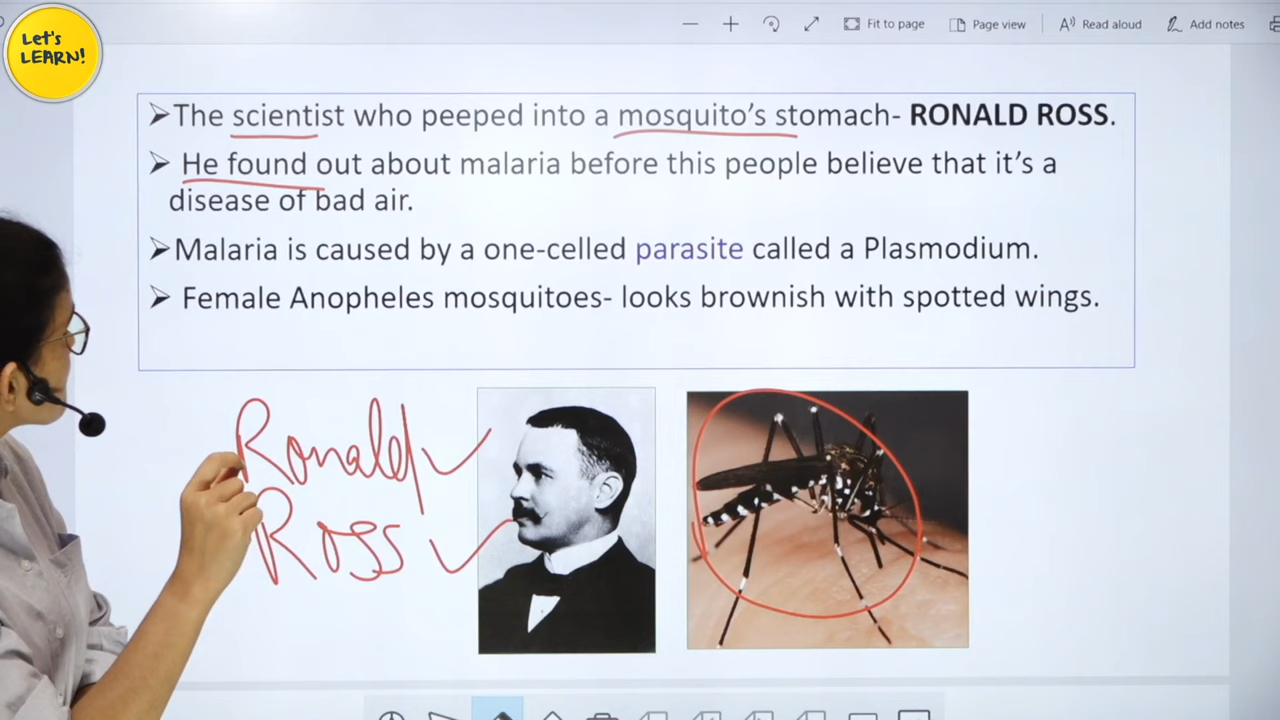 Let's
LEARN!
Fit to page
Page view
Read aloud
Add notes
➢The scientist who peeped into a mosquito's stomach- RONALD ROSS.
➢ He found out about malaria before this people believe that it's a
disease of bad air.
➢Malaria is caused by a one-celled parasite called a Plasmodium.
➢ Female Anopheles mosquitoes- looks brownish with spotted wings.
Ronald
Ross